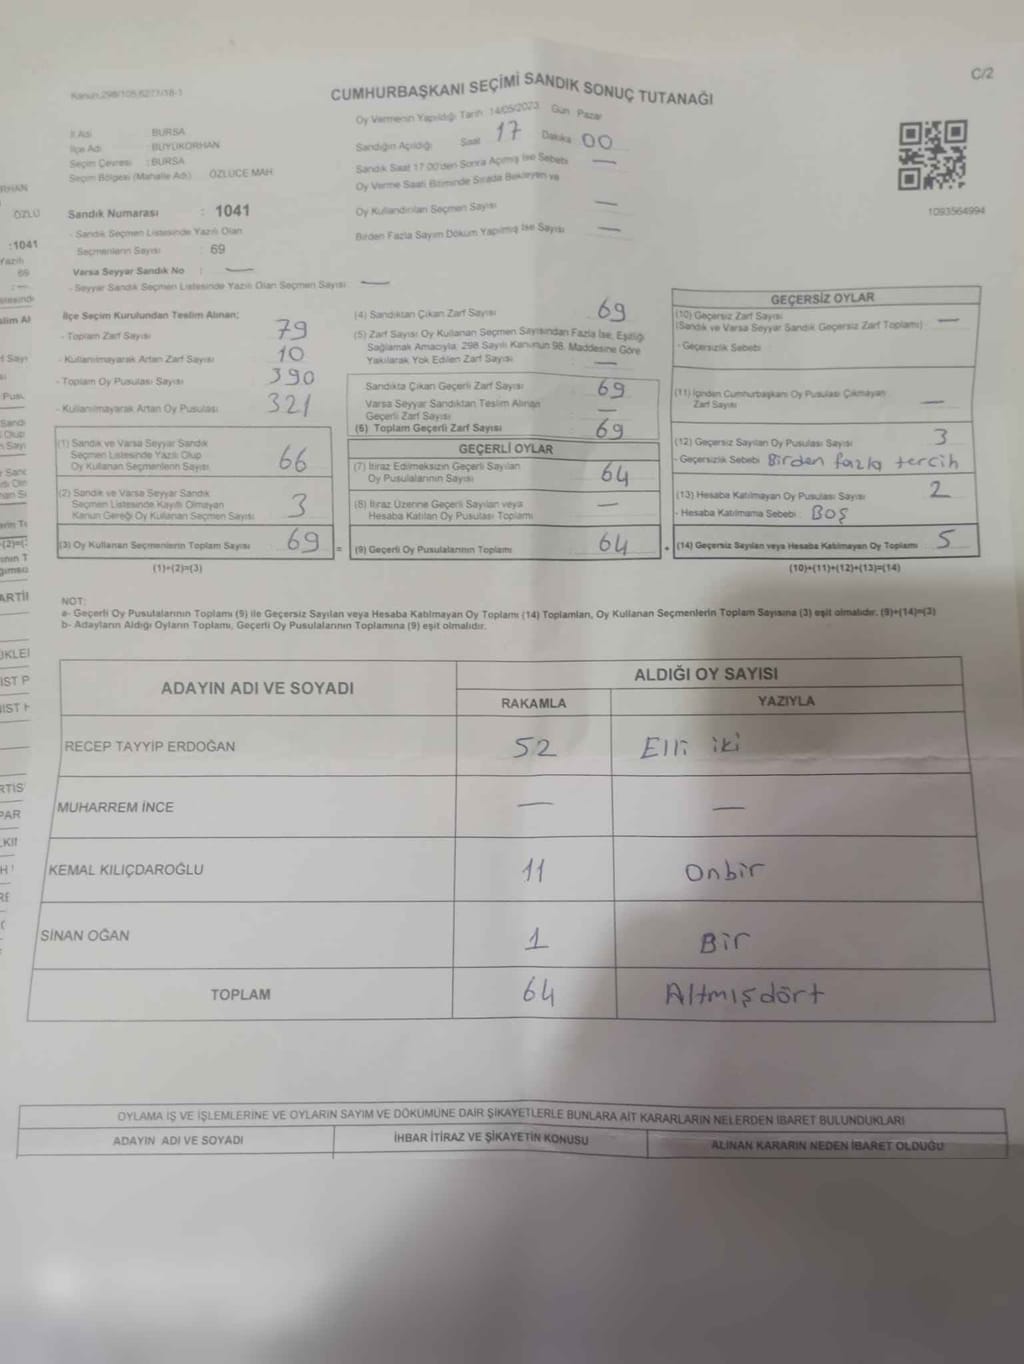 C/2
Kanun:298/105,6271/18-1
CUMHURBAŞKANI SEÇİMİ SANDIK SONUÇ TUTANAĞI
Oy Vermenin Yapıldığı Tarih 14/05/2023 Gün Pazar
İl Adı : BURSA
İlçe Adı : BÜYÜKORHAN
Seçim Çevresi : BURSA
Seçim Bölgesi (Mahalle Adı) ÖZLÜCE MAH.
Sandık Numarası : 1041
- Sandık Seçmen Listesinde Yazılı Olan
Seçmenlerin Sayısı : 69
Varsa Seyyar Sandık No : —
- Seyyar Sandık Seçmen Listesinde Yazılı Olan Seçmen Sayısı —
Sandığın Açıldığı Saat 17 Dakika 00
Sandık Saat 17:00'den Sonra Açılmış İse Sebebi —
Oy Verme Saati Bitiminde Sırada Bekleyen ve
Oy Kullandırılan Seçmen Sayısı —
Birden Fazla Sayım Döküm Yapılmış İse Sayısı —
1093564994
RHAN
ÖZLÜ
:1041
69
İlçe Seçim Kurulundan Teslim Alınan;
- Toplam Zarf Sayısı 79
- Kullanılmayarak Artan Zarf Sayısı 10
- Toplam Oy Pusulası Sayısı 390
- Kullanılmayarak Artan Oy Pusulası 321
(1) Sandık ve Varsa Seyyar Sandık
Seçmen Listesinde Yazılı Olup
Oy Kullanan Seçmenlerin Sayısı 66
(2) Sandık ve Varsa Seyyar Sandık
Seçmen Listesinde Kayıtlı Olmayan
Kanun Gereği Oy Kullanan Seçmen Sayısı 3
(3) Oy Kullanan Seçmenlerin Toplam Sayısı 69 =
(1)+(2)=(3)
(4) Sandıktan Çıkan Zarf Sayısı 69
(5) Zarf Sayısı Oy Kullanan Seçmen Sayısından Fazla İse, Eşitliği
Sağlamak Amacıyla, 298 Sayılı Kanunun 98. Maddesine Göre
Yakılarak Yok Edilen Zarf Sayısı —
Sandıkta Çıkan Geçerli Zarf Sayısı 69
Varsa Seyyar Sandıktan Teslim Alınan
Geçerli Zarf Sayısı —
(6) Toplam Geçerli Zarf Sayısı 69
GEÇERLİ OYLAR
(7) İtiraz Edilmeksizin Geçerli Sayılan
Oy Pusulalarının Sayısı 64
(8) İtiraz Üzerine Geçerli Sayılan veya
Hesaba Katılan Oy Pusulası Toplamı —
(9) Geçerli Oy Pusulalarının Toplamı 64 +
GEÇERSİZ OYLAR
(10) Geçersiz Zarf Sayısı
(Sandık ve Varsa Seyyar Sandık Geçersiz Zarf Toplamı) —
- Geçersizlik Sebebi
(11) İçinden Cumhurbaşkanı Oy Pusulası Çıkmayan
Zarf Sayısı —
(12) Geçersiz Sayılan Oy Pusulası Sayısı 3
- Geçersizlik Sebebi Birden fazla tercih
(13) Hesaba Katılmayan Oy Pusulası Sayısı 2
- Hesaba Katılmama Sebebi : Boş
(14) Geçersiz Sayılan veya Hesaba Katılmayan Oy Toplamı 5
(10)+(11)+(12)+(13)=(14)
NOT:
a- Geçerli Oy Pusulalarının Toplamı (9) ile Geçersiz Sayılan veya Hesaba Katılmayan Oy Toplamı (14) Toplamları, Oy Kullanan Seçmenlerin Toplam Sayısına (3) eşit olmalıdır. (9)+(14)=(3)
b- Adayların Aldığı Oyların Toplamı, Geçerli Oy Pusulalarının Toplamına (9) eşit olmalıdır.
ADAYIN ADI VE SOYADI
ALDIĞI OY SAYISI
RAKAMLA YAZIYLA
RECEP TAYYİP ERDOĞAN 52 Elli iki
MUHARREM İNCE — —
KEMAL KILIÇDAROĞLU 11 Onbir
SİNAN OĞAN 1 Bir
TOPLAM 64 Altmışdört
OYLAMA İŞ VE İŞLEMLERİNE VE OYLARIN SAYIM VE DÖKÜMÜNE DAİR ŞİKAYETLERLE BUNLARA AİT KARARLARIN NELERDEN İBARET BULUNDUKLARI
ADAYIN ADI VE SOYADI İHBAR İTİRAZ VE ŞİKAYETİN KONUSU ALINAN KARARIN NEDEN İBARET OLDUĞU